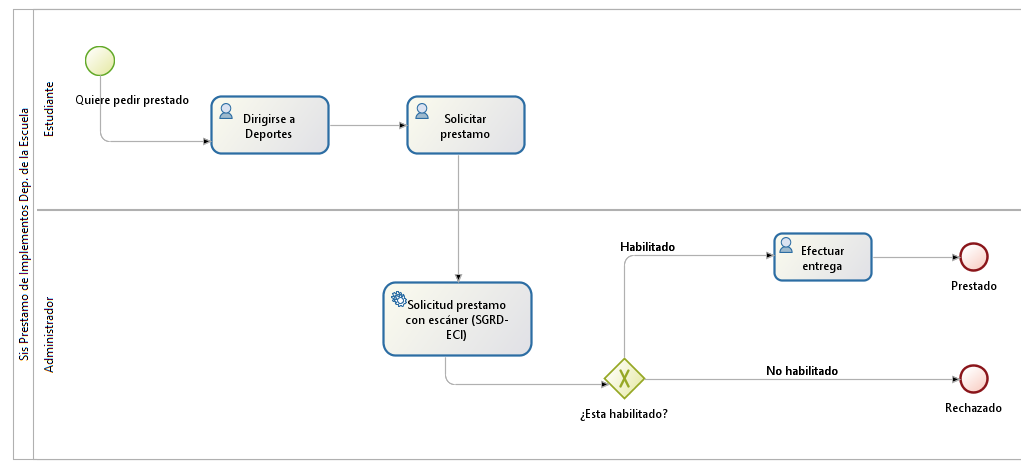 Sis Prestamo de Implementos Dep. de la Escuela
Estudiante
Quiere pedir prestado
Dirigirse a
Deportes
Solicitar
prestamo
Administrador
Solicitud prestamo
con escáner (SGRD-
ECI)
¿Esta habilitado?
Habilitado
Efectuar
entrega
Prestado
No habilitado
Rechazado